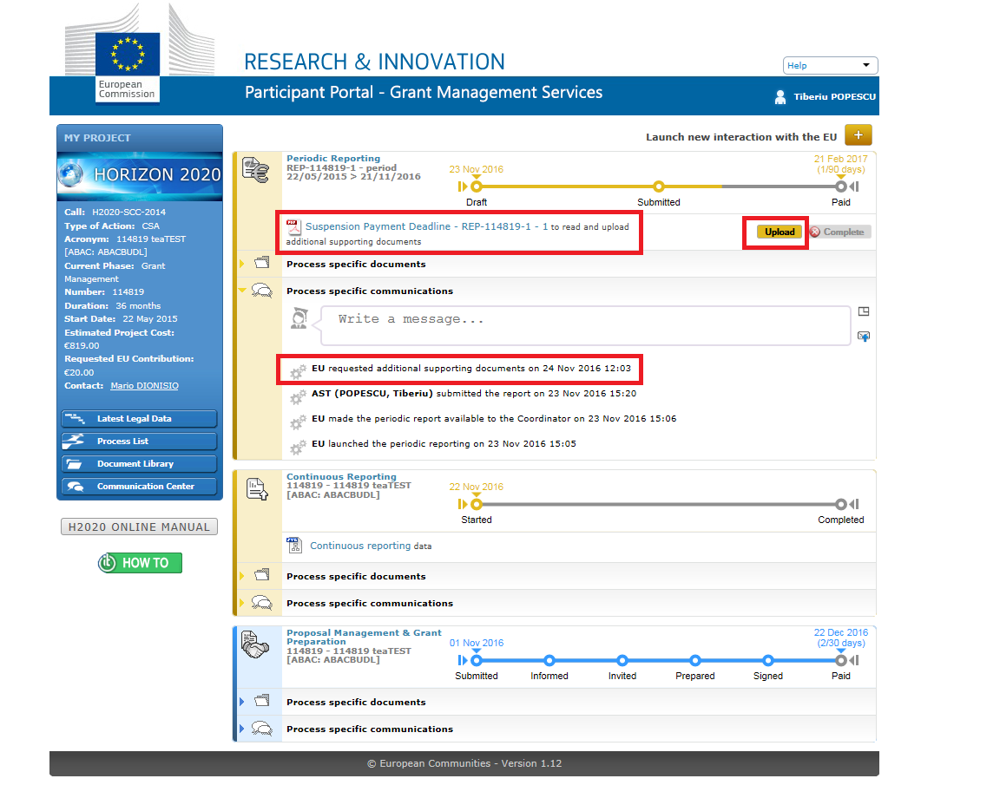 European
Commission
RESEARCH & INNOVATION
Help
Participant Portal - Grant Management Services
Tiberiu POPESCU
MY PROJECT
HORIZON 2020
Call: H2020-SCC-2014
Type of Action: CSA
Acronym: 114819 teaTEST
[ABAC: ABACBUDL]
Current Phase: Grant
Management
Number: 114819
Duration: 36 months
Start Date: 22 May 2015
Estimated Project Cost:
€819.00
Requested EU Contribution:
€20.00
Contact: Mario DIONISIO
Latest Legal Data
Process List
Document Library
Communication Center
H2020 ONLINE MANUAL
HOW TO
Launch new interaction with the EU +
Periodic Reporting
REP-114819-1 - period
22/05/2015 > 21/11/2016
23 Nov 2016
21 Feb 2017
(1/90 days)
Draft
Submitted
Paid
Suspension Payment Deadline - REP-114819-1 - 1 to read and upload
additional supporting documents
Upload
Complete
Process specific documents
Process specific communications
Write a message...
EU requested additional supporting documents on 24 Nov 2016 12:03
AST (POPESCU, Tiberiu) submitted the report on 23 Nov 2016 15:20
EU made the periodic report available to the Coordinator on 23 Nov 2016 15:06
EU launched the periodic reporting on 23 Nov 2016 15:05
Continuous Reporting
114819 - 114819 teaTEST
[ABAC: ABACBUDL]
22 Nov 2016
Started
Completed
Continuous reporting data
Process specific documents
Process specific communications
Proposal Management & Grant
Preparation
114819 - 114819 teaTEST
[ABAC: ABACBUDL]
01 Nov 2016
22 Dec 2016
(2/30 days)
Submitted
Informed
Invited
Prepared
Signed
Paid
Process specific documents
Process specific communications
© European Communities - Version 1.12